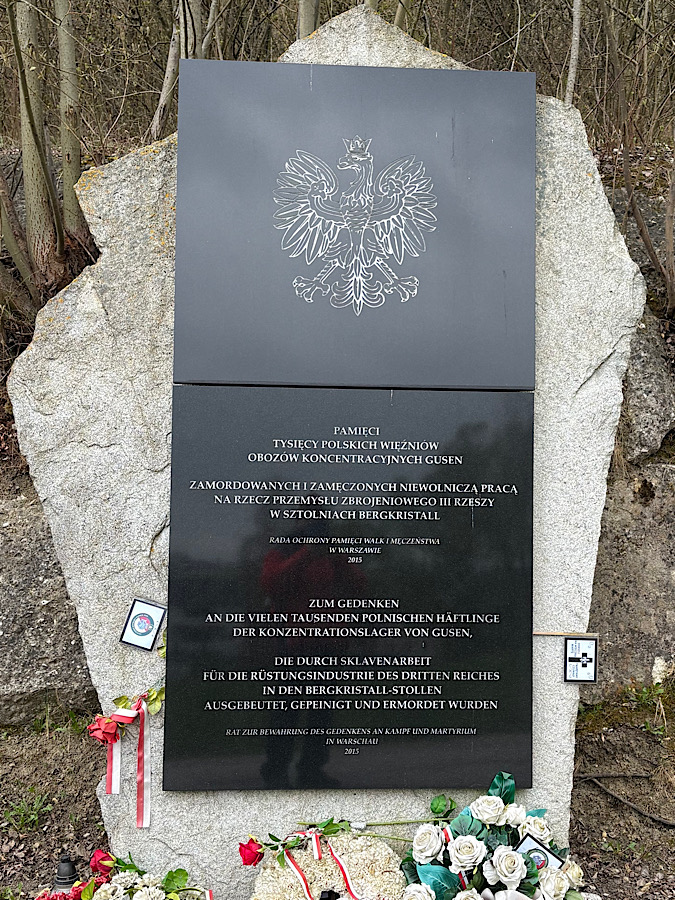 PAMIĘCI
TYSIĘCY POLSKICH WIĘŹNIÓW
OBOZÓW KONCENTRACYJNYCH GUSEN
ZAMORDOWANYCH I ZAMĘCZONYCH NIEWOLNICZĄ PRACĄ
NA RZECZ PRZEMYSŁU ZBROJENIOWEGO III RZESZY
W SZTOLNIACH BERGKRISTALL
RADA OCHRONY PAMIĘCI WALK I MĘCZEŃSTWA
W WARSZAWIE
2015
ZUM GEDENKEN
AN DIE VIELEN TAUSENDEN POLNISCHEN HÄFTLINGE
DER KONZENTRATIONSLAGER VON GUSEN,
DIE DURCH SKLAVENARBEIT
FÜR DIE RÜSTUNGSINDUSTRIE DES DRITTEN REICHES
IN DEN BERGKRISTALL-STOLLEN
AUSGEBEUTET, GEPEINIGT UND ERMORDET WURDEN
RAT ZUR BEWAHRUNG DES GEDENKENS AN KAMPF UND MARTYRIUM
IN WARSCHAU
2015